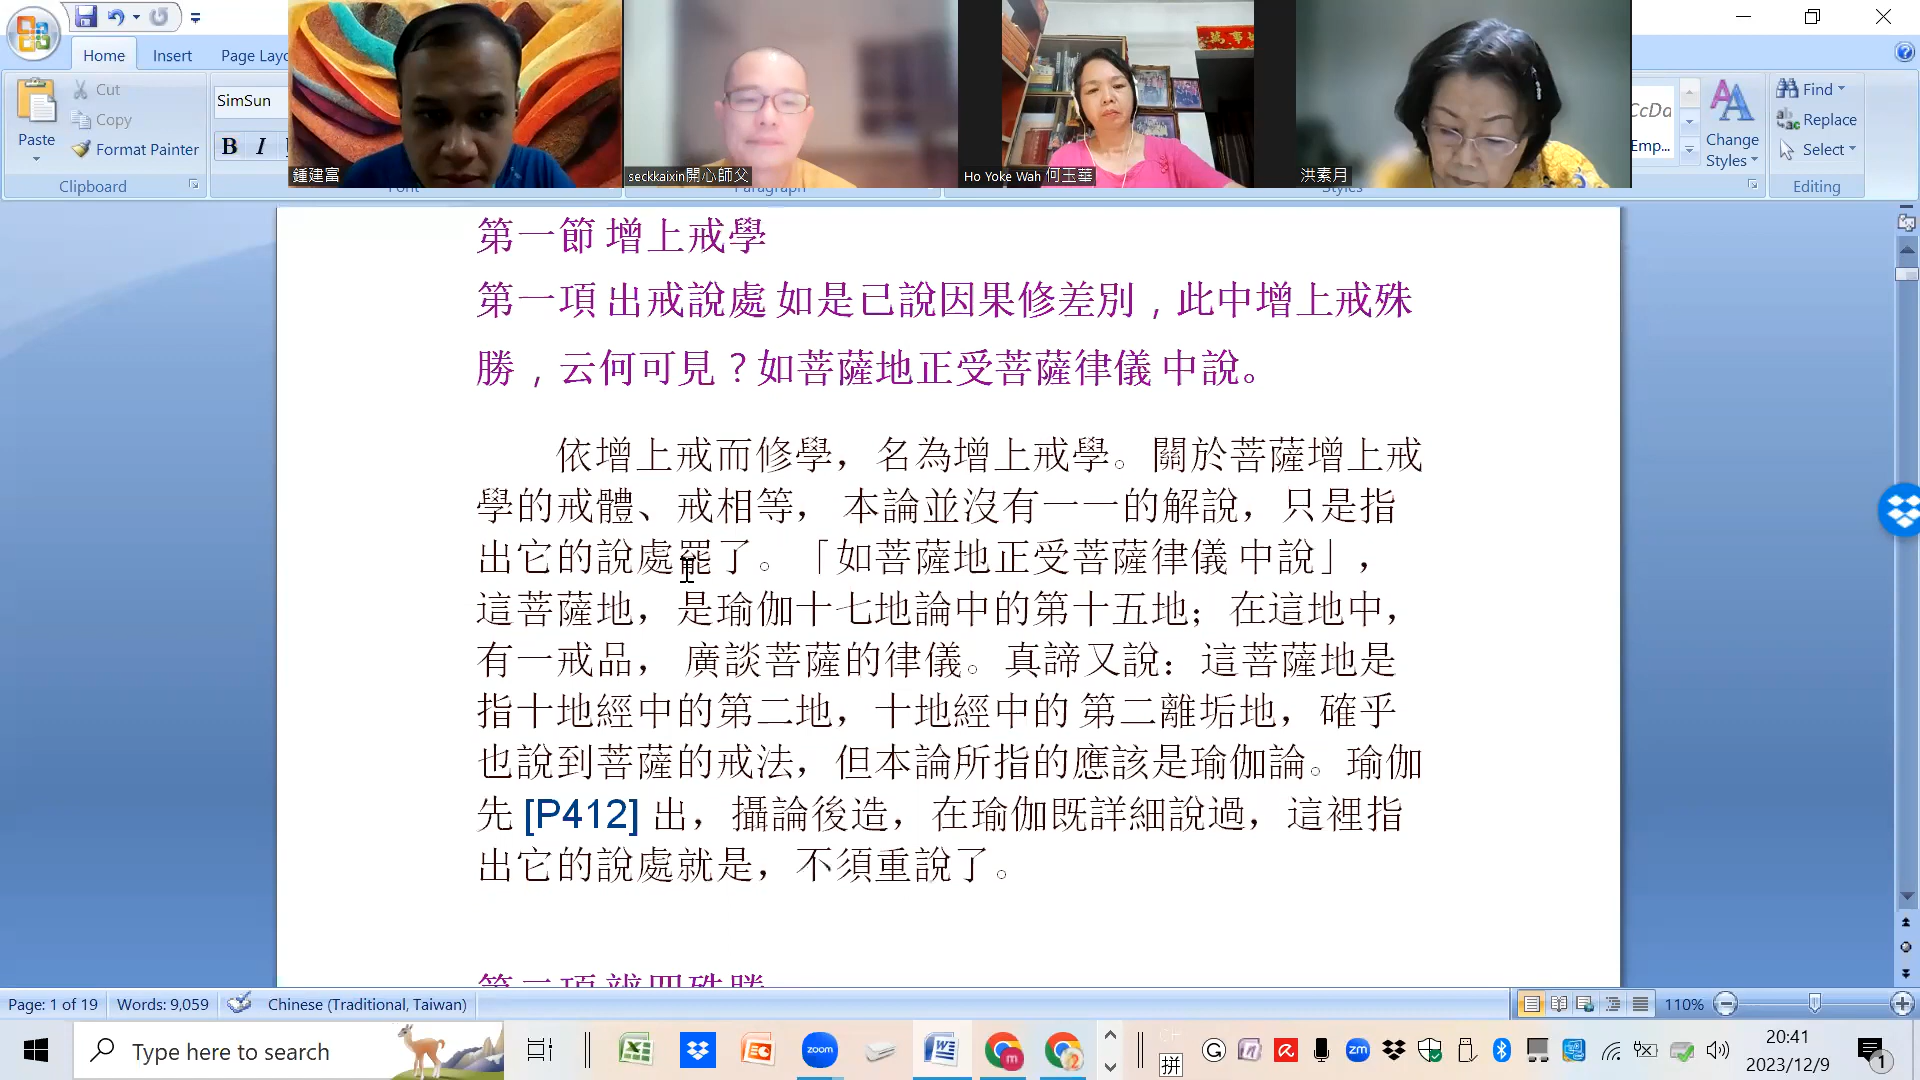 Home
Insert
Page Layo
Cut
Copy
Format Painter
Paste
Clipboard
SimSun
B I
鍾建富
seckkaixin開心師父
Ho Yoke Wah 何玉華
洪素月
CcDa
Emp...
Change
Styles
Find
Replace
Select
Editing
第一節 增上戒學
第一項 出戒說處 如是已說因果修差別，此中增上戒殊
勝，云何可見？如菩薩地正受菩薩律儀 中說。
依增上戒而修學，名為增上戒學。關於菩薩增上戒
學的戒體、戒相等， 本論並沒有一一的解說，只是指
出它的說處罷了。「如菩薩地正受菩薩律儀 中說」，
這菩薩地，是瑜伽十七地論中的第十五地；在這地中，
有一戒品， 廣談菩薩的律儀。真諦又說：這菩薩地是
指十地經中的第二地，十地經中的 第二離垢地，確乎
也說到菩薩的戒法，但本論所指的應該是瑜伽論。瑜伽
先 [P412] 出，攝論後造，在瑜伽既詳細說過，這裡指
出它的說處就是，不須重說了。
第二項 辨四殊勝
Page: 1 of 19
Words: 9,059
Chinese (Traditional, Taiwan)
110%
Type here to search
zoom
拼
20:41
2023/12/9